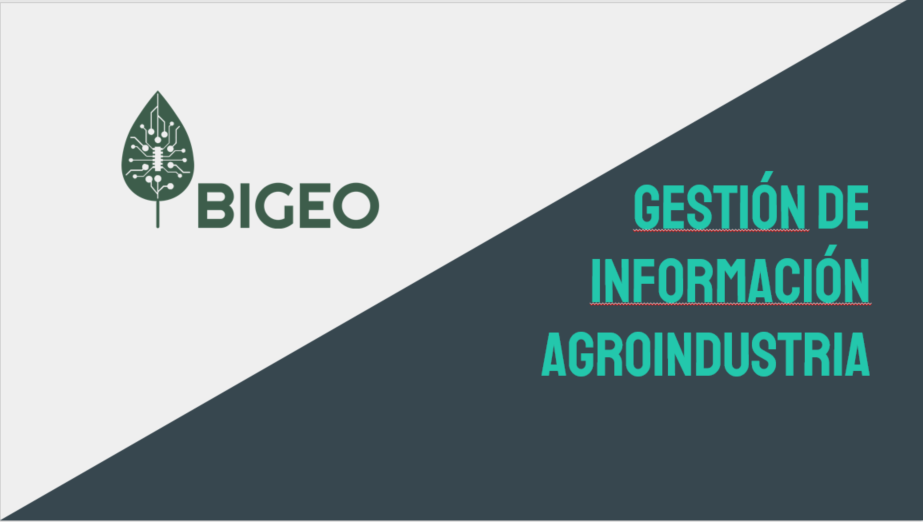 BIGEO
GESTIÓN DE
INFORMACIÓN
AGROINDUSTRIA